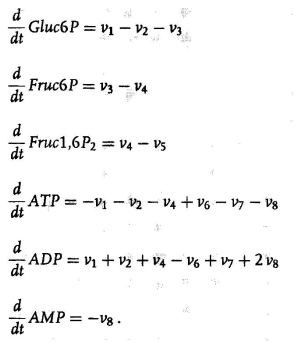 d/dt Gluc6P = v₁ − v₂ − v₃
d/dt Fruc6P = v₃ − v₄
d/dt Fruc1,6P₂ = v₄ − v₅
d/dt ATP = −v₁ − v₂ − v₄ + v₆ − v₇ − v₈
d/dt ADP = v₁ + v₂ + v₄ − v₆ + v₇ + 2 v₈
d/dt AMP = −v₈ .